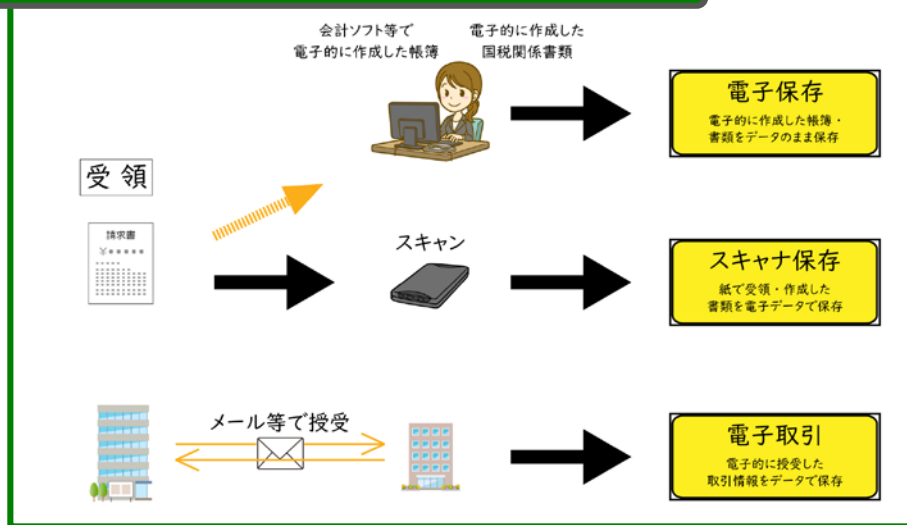 会計ソフト等で
電子的に作成した帳簿
電子的に作成した
国税関係書類
電子保存
電子的に作成した帳簿・
書類をデータのまま保存
受領
請求書
スキャン
スキャナ保存
紙で受領・作成した
書類を電子データで保存
メール等で授受
電子取引
電子的に授受した
取引情報をデータで保存